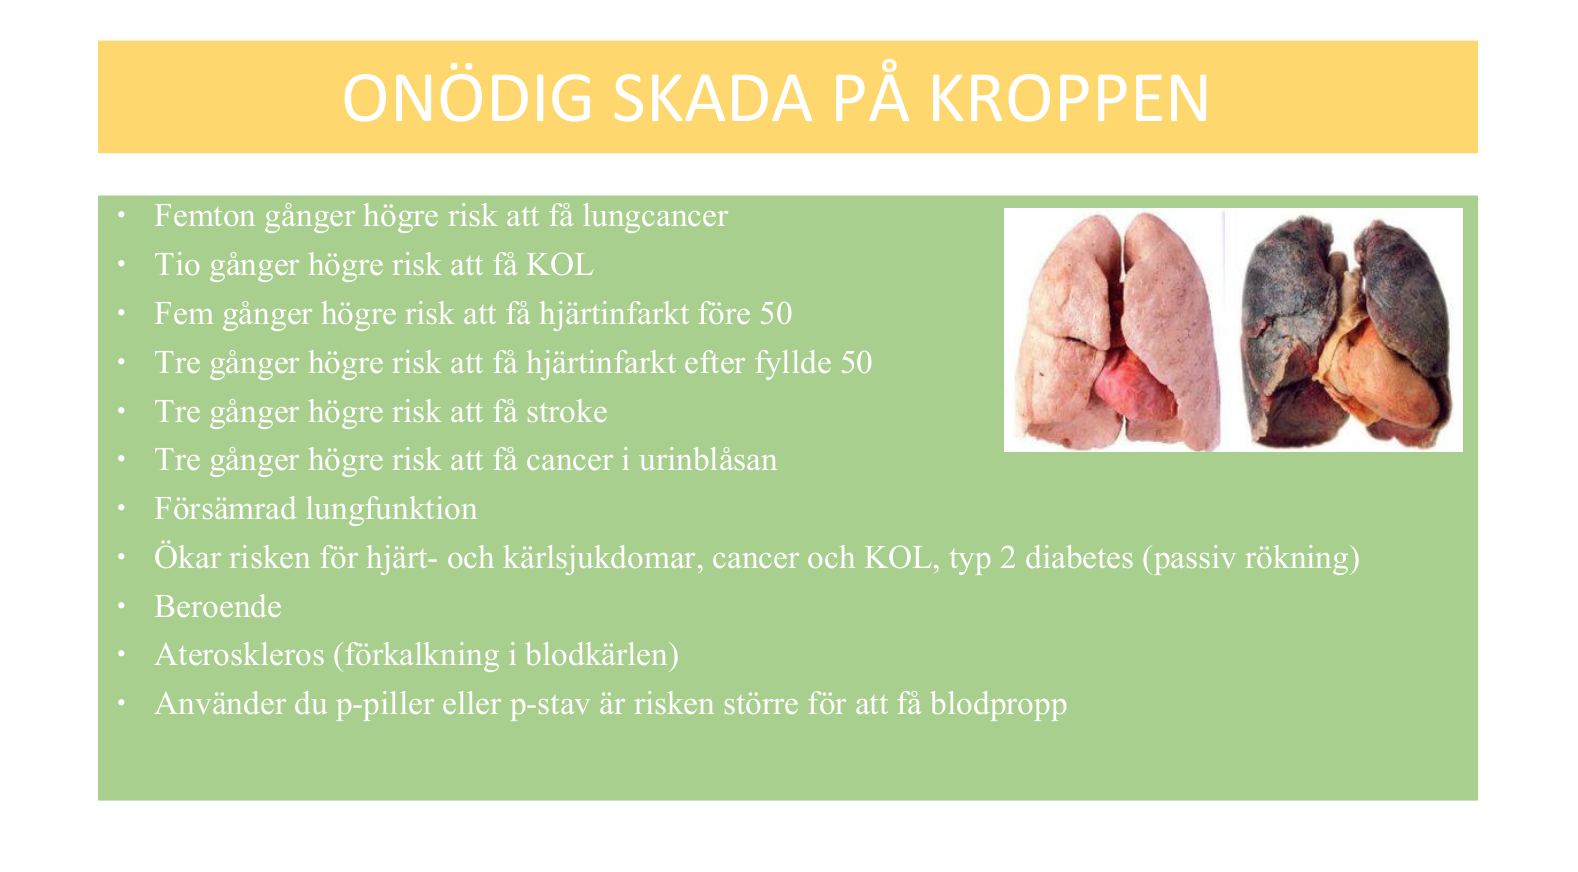 ONÖDIG SKADA PÅ KROPPEN
• Femton gånger högre risk att få lungcancer
• Tio gånger högre risk att få KOL
• Fem gånger högre risk att få hjärtinfarkt före 50
• Tre gånger högre risk att få hjärtinfarkt efter fyllde 50
• Tre gånger högre risk att få stroke
• Tre gånger högre risk att få cancer i urinblåsan
• Försämrad lungfunktion
• Ökar risken för hjärt- och kärlsjukdomar, cancer och KOL, typ 2 diabetes (passiv rökning)
• Beroende
• Ateroskleros (förkalkning i blodkärlen)
• Använder du p-piller eller p-stav är risken större för att få blodpropp